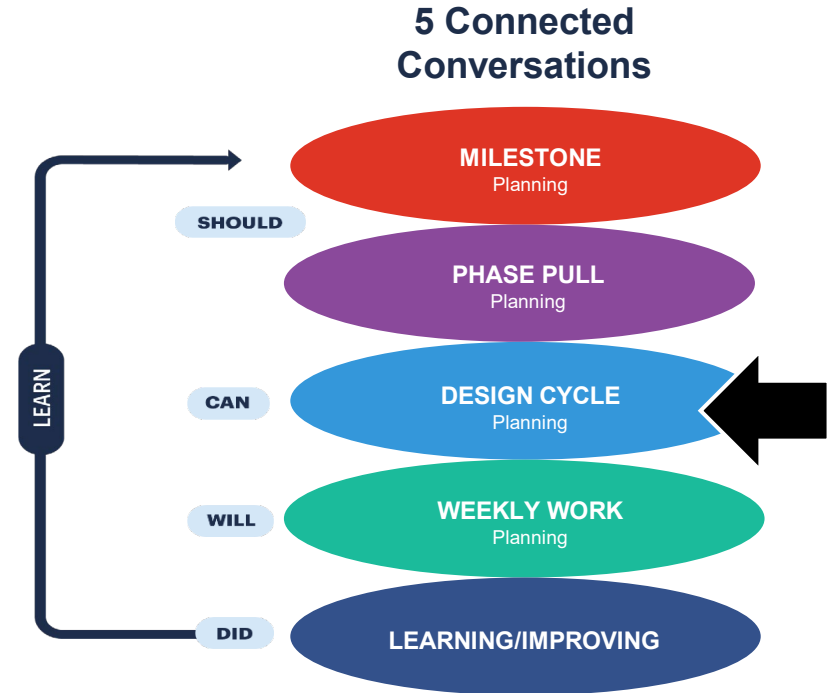 5 Connected
Conversations
MILESTONE
Planning
SHOULD
PHASE PULL
Planning
LEARN
CAN
DESIGN CYCLE
Planning
WILL
WEEKLY WORK
Planning
DID
LEARNING/IMPROVING